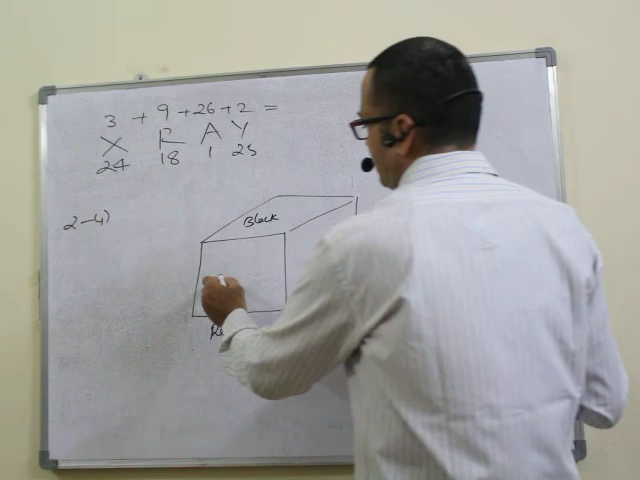 3 + 9 + 26 + 2 =
X R A Y
24 18 1 25
2-4)
Black